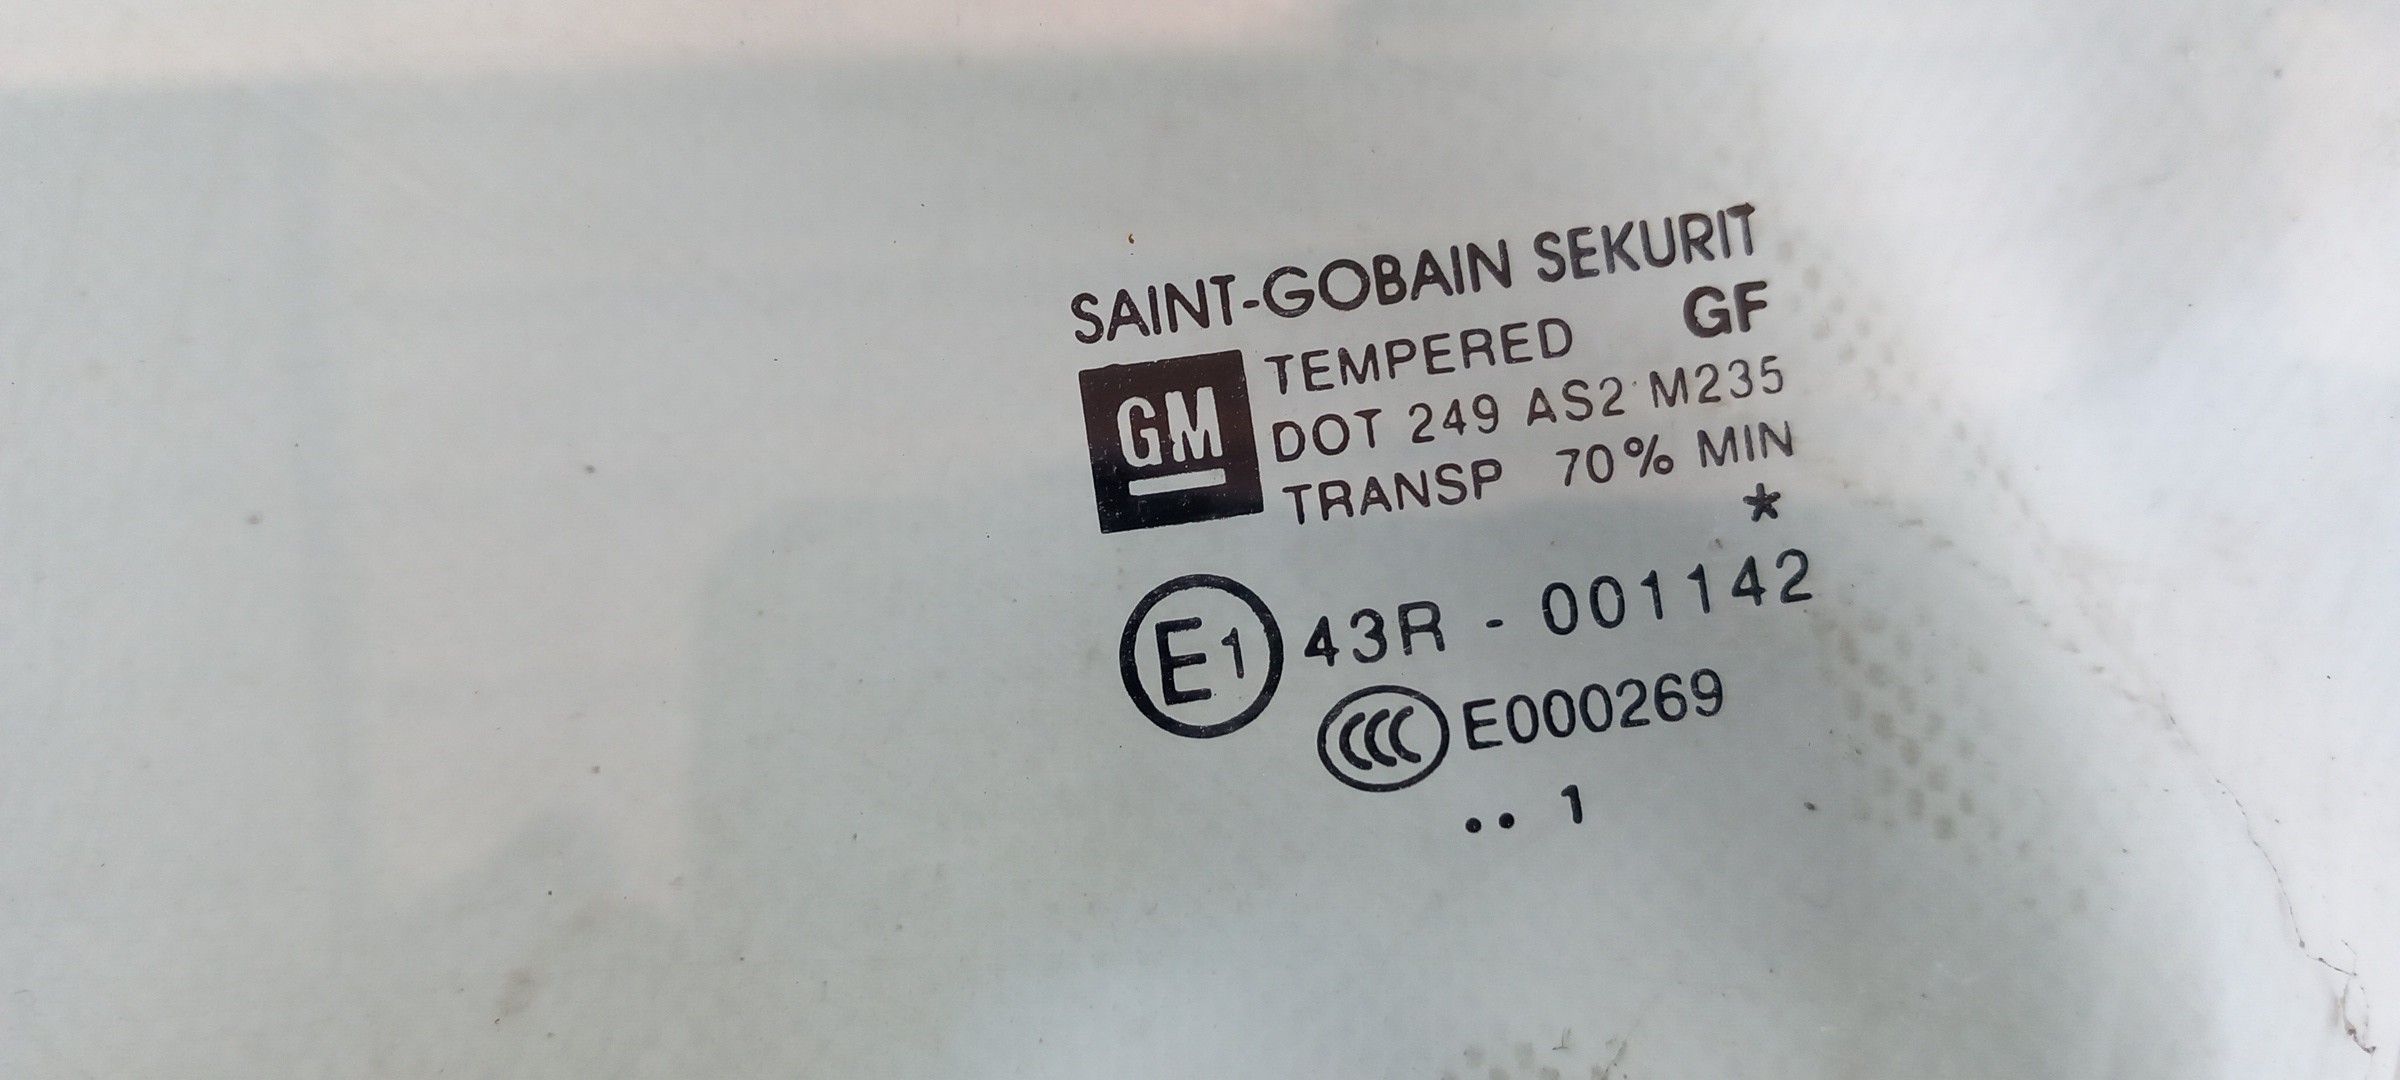 SAINT-GOBAIN SEKURIT
GF
GM
TEMPERED
DOT 249 AS2 M235
TRANSP 70% MIN
*
E1 43R - 001142
CCC E000269
•• 1